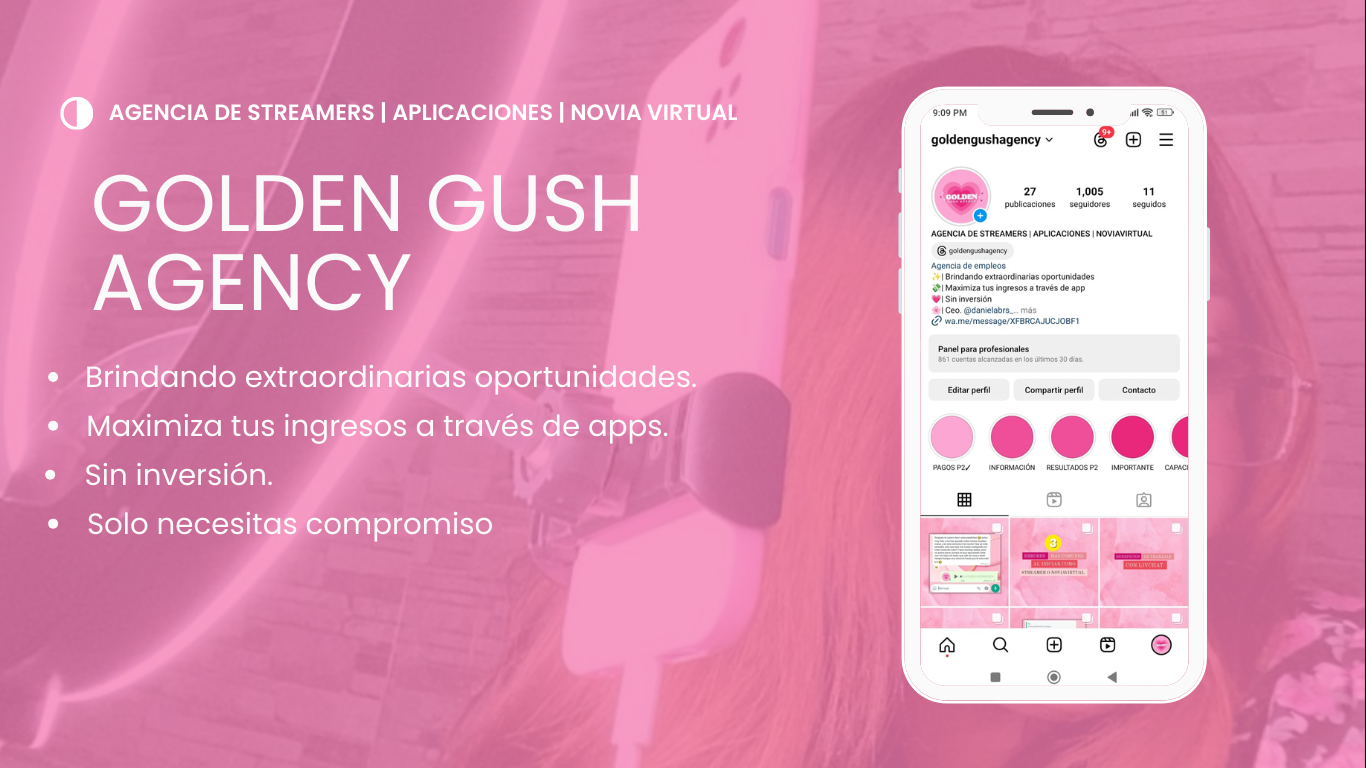 AGENCIA DE STREAMERS | APLICACIONES | NOVIA VIRTUAL
GOLDEN GUSH
AGENCY
• Brindando extraordinarias oportunidades.
• Maximiza tus ingresos a través de apps.
• Sin inversión.
• Solo necesitas compromiso
9:09 PM
goldengushagency
9+
GOLDEN
27 1,005 11
publicaciones seguidores seguidos
AGENCIA DE STREAMERS | APLICACIONES | NOVIAVIRTUAL
goldengushagency
Agencia de empleos
✨| Brindando extraordinarias oportunidades
💸| Maximiza tus ingresos a través de app
💗| Sin inversión
🌸| Ceo. @danielabrs_... más
wa.me/message/XFBRCAJUCJOBF1
Panel para profesionales
861 cuentas alcanzadas en los últimos 30 días.
Editar perfil Compartir perfil Contacto
PAGOS P2✓ INFORMACIÓN RESULTADOS P2 IMPORTANTE CAPACI
3
CON LIVCHAT